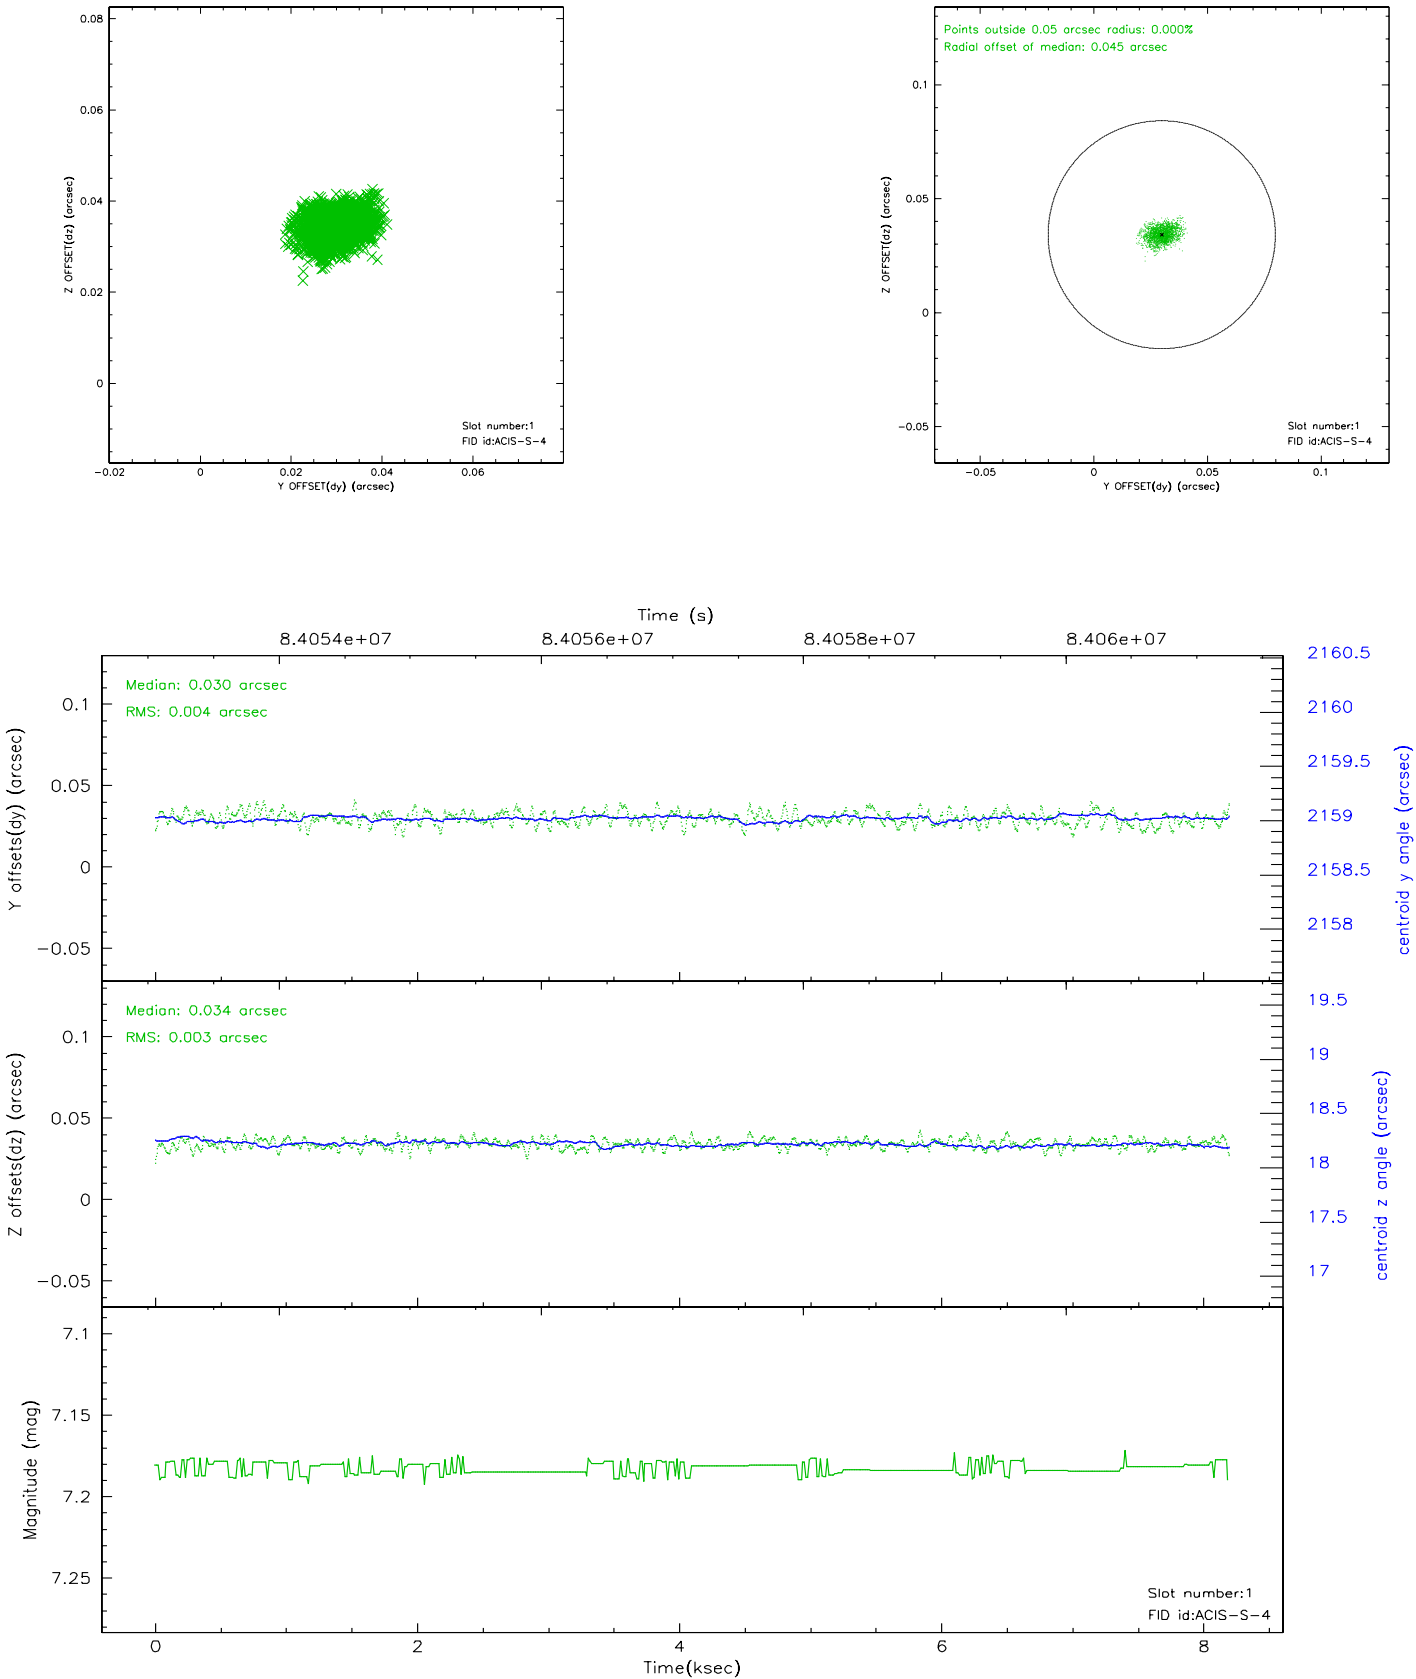 0.08
0.06
0.04
0.02
0
Z OFFSET(dz) (arcsec)
Slot number:1
FID id:ACIS-S-4
-0.02
0
0.02
0.04
0.06
Y OFFSET(dy) (arcsec)
Points outside 0.05 arcsec radius: 0.000%
Radial offset of median: 0.045 arcsec
0.1
0.05
0
-0.05
Z OFFSET(dz) (arcsec)
Slot number:1
FID id:ACIS-S-4
-0.05
0
0.05
0.1
Y OFFSET(dy) (arcsec)
Time (s)
8.4054e+07
8.4056e+07
8.4058e+07
8.406e+07
Median: 0.030 arcsec
RMS: 0.004 arcsec
0.1
0.05
0
-0.05
Y offsets(dy) (arcsec)
2160.5
2160
2159.5
2159
2158.5
2158
centroid y angle (arcsec)
Median: 0.034 arcsec
RMS: 0.003 arcsec
0.1
0.05
0
-0.05
Z offsets(dz) (arcsec)
19.5
19
18.5
18
17.5
17
centroid z angle (arcsec)
7.1
7.15
7.2
7.25
Magnitude (mag)
Slot number:1
FID id:ACIS-S-4
0
2
4
6
8
Time(ksec)